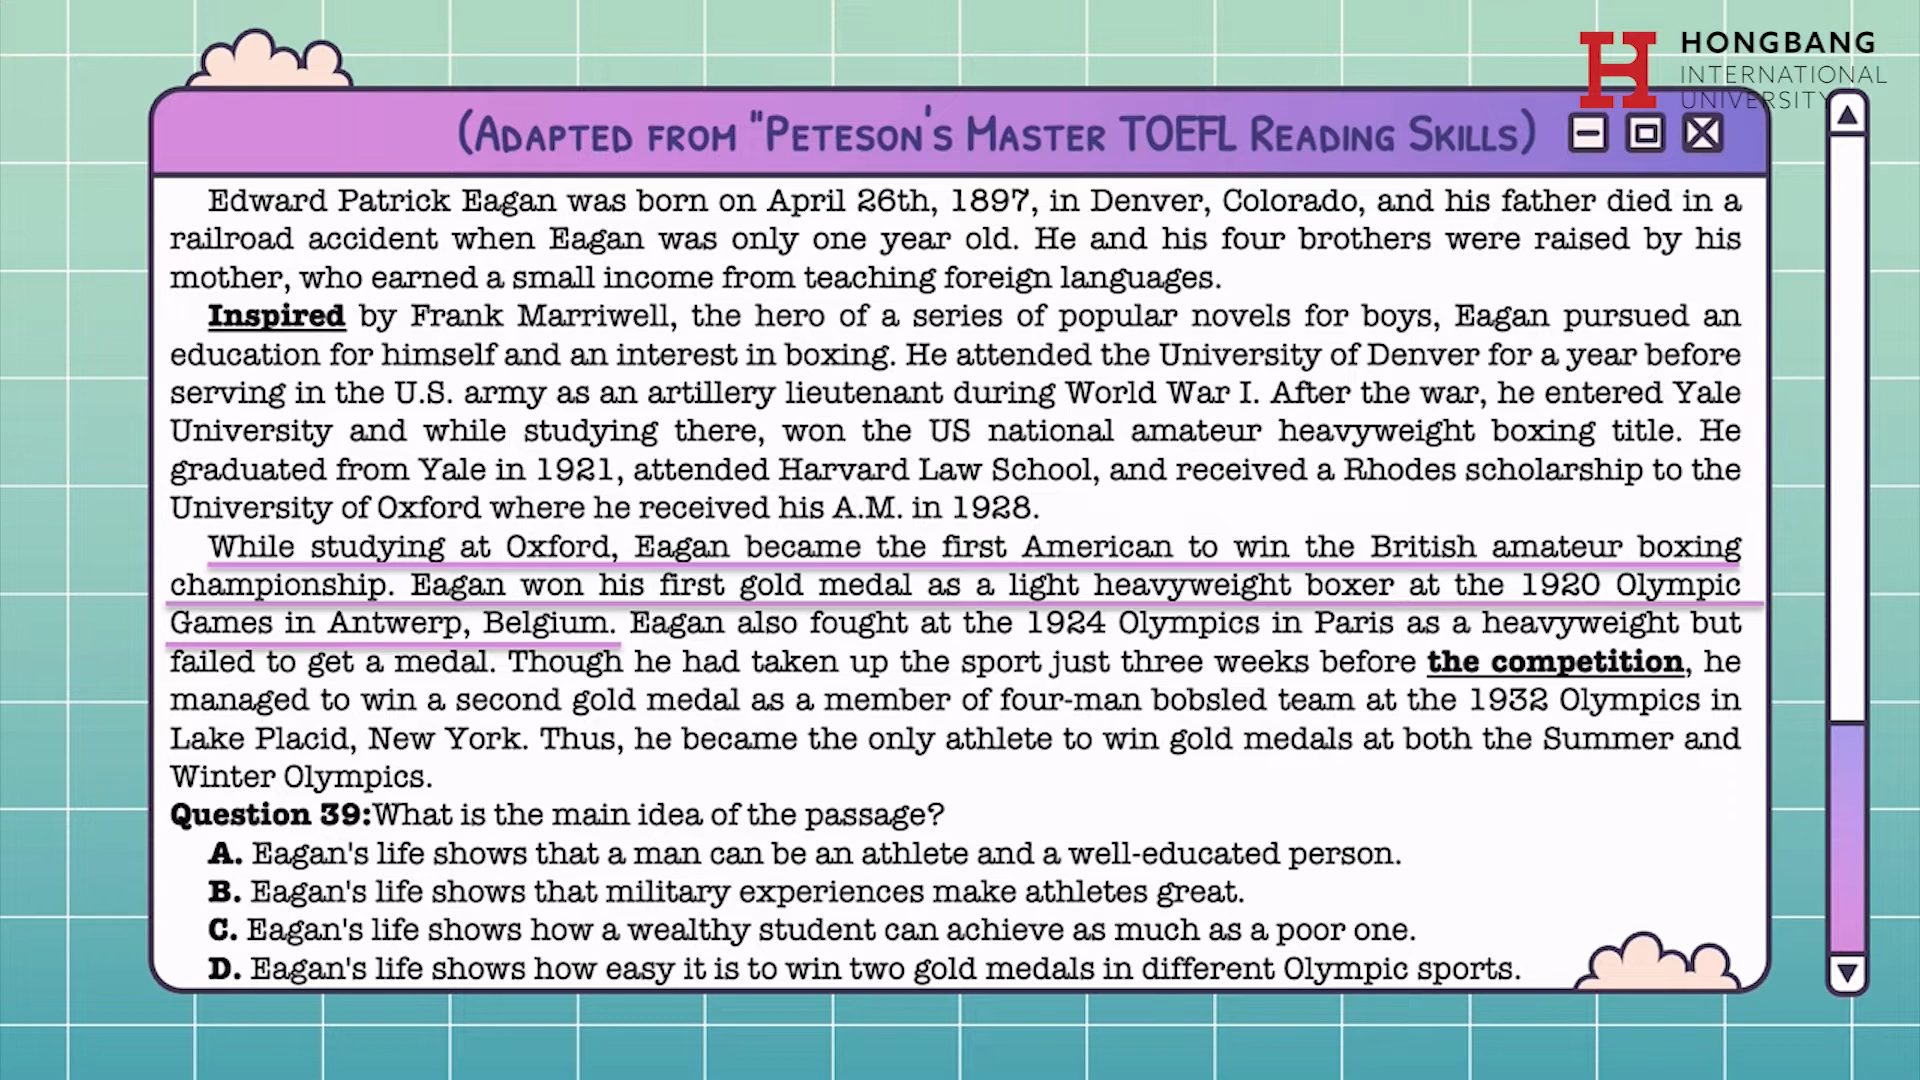 HONGBANG
INTERNATIONAL
UNIVERSITY
(ADAPTED FROM "PETESON'S MASTER TOEFL READING SKILLS)
Edward Patrick Eagan was born on April 26th, 1897, in Denver, Colorado, and his father died in a
railroad accident when Eagan was only one year old. He and his four brothers were raised by his
mother, who earned a small income from teaching foreign languages.
Inspired by Frank Marriwell, the hero of a series of popular novels for boys, Eagan pursued an
education for himself and an interest in boxing. He attended the University of Denver for a year before
serving in the U.S. army as an artillery lieutenant during World War I. After the war, he entered Yale
University and while studying there, won the US national amateur heavyweight boxing title. He
graduated from Yale in 1921, attended Harvard Law School, and received a Rhodes scholarship to the
University of Oxford where he received his A.M. in 1928.
While studying at Oxford, Eagan became the first American to win the British amateur boxing
championship. Eagan won his first gold medal as a light heavyweight boxer at the 1920 Olympic
Games in Antwerp, Belgium. Eagan also fought at the 1924 Olympics in Paris as a heavyweight but
failed to get a medal. Though he had taken up the sport just three weeks before the competition, he
managed to win a second gold medal as a member of four-man bobsled team at the 1932 Olympics in
Lake Placid, New York. Thus, he became the only athlete to win gold medals at both the Summer and
Winter Olympics.
Question 39:What is the main idea of the passage?
A. Eagan's life shows that a man can be an athlete and a well-educated person.
B. Eagan's life shows that military experiences make athletes great.
C. Eagan's life shows how a wealthy student can achieve as much as a poor one.
D. Eagan's life shows how easy it is to win two gold medals in different Olympic sports.